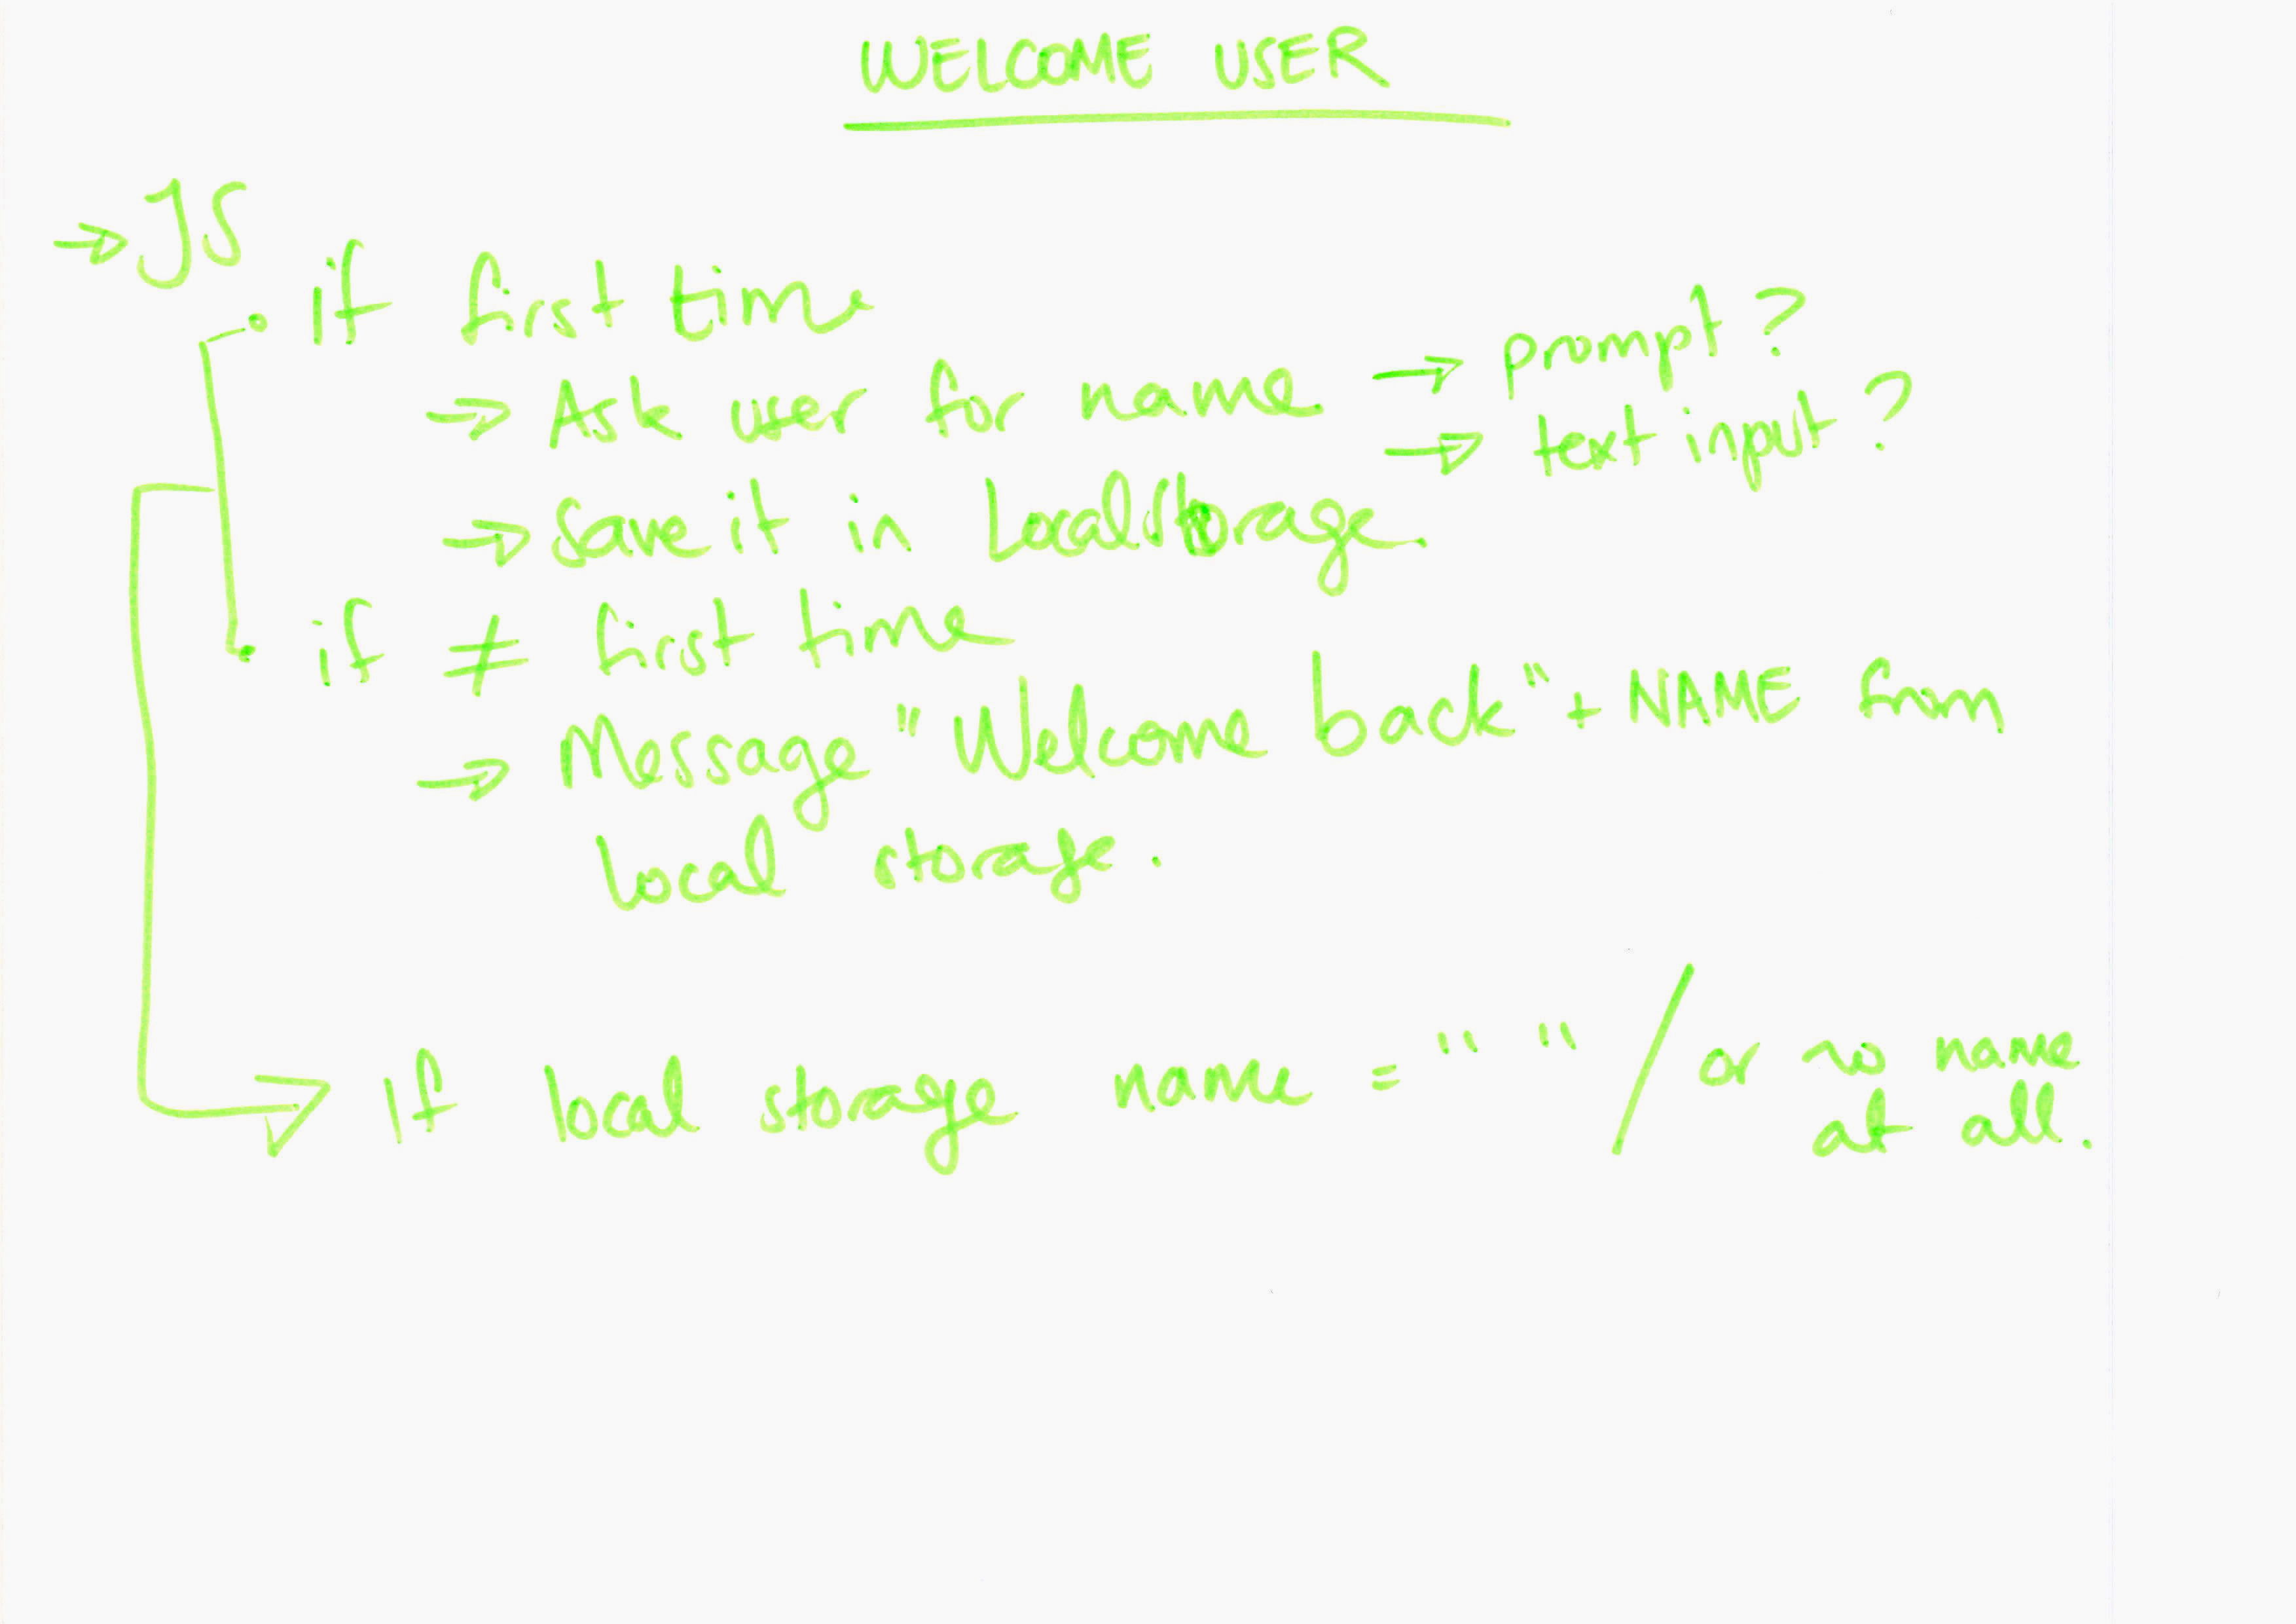 WELCOME USER
→ JS
• if first time
→ Ask user for name → prompt?
→ text input?
→ Save it in LocalStorage
• if ≠ first time
→ Message "Welcome back" + NAME from
local storage.
→ If local storage name = " " / or no name
at all.